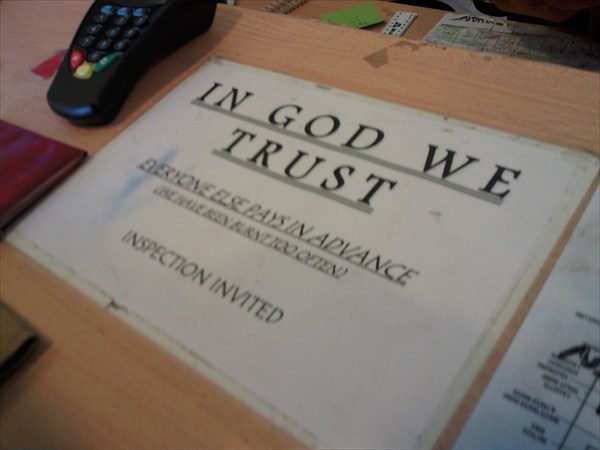 IN GOD WE
TRUST
EVERYONE ELSE PAYS IN ADVANCE
(WE HAVE BEEN BURNT TOO OFTEN)
INSPECTION INVITED